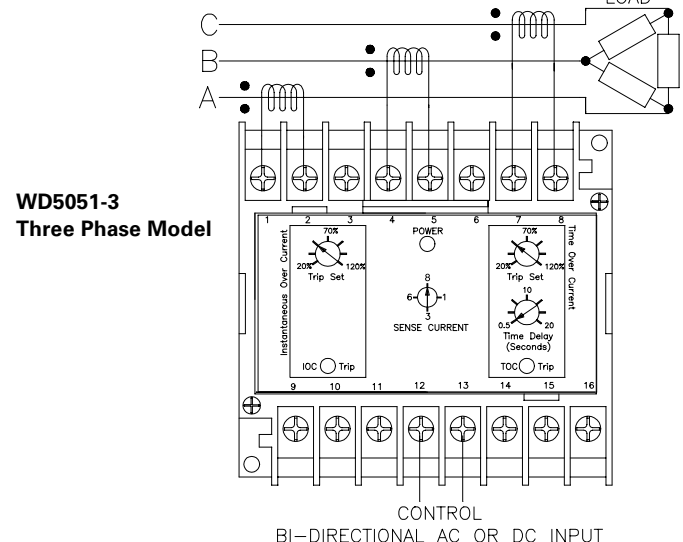 LOAD
C
B
A
WD5051-3
Three Phase Model
1 2 3 4 5 6 7 8
Instantaneous Over Current
70%
20% 120%
Trip Set
IOC Trip
POWER
8
6 1
3
SENSE CURRENT
Time Over Current
70%
20% 120%
Trip Set
10
0.5 20
Time Delay
(Seconds)
TOC Trip
9 10 11 12 13 14 15 16
CONTROL
BI-DIRECTIONAL AC OR DC INPUT